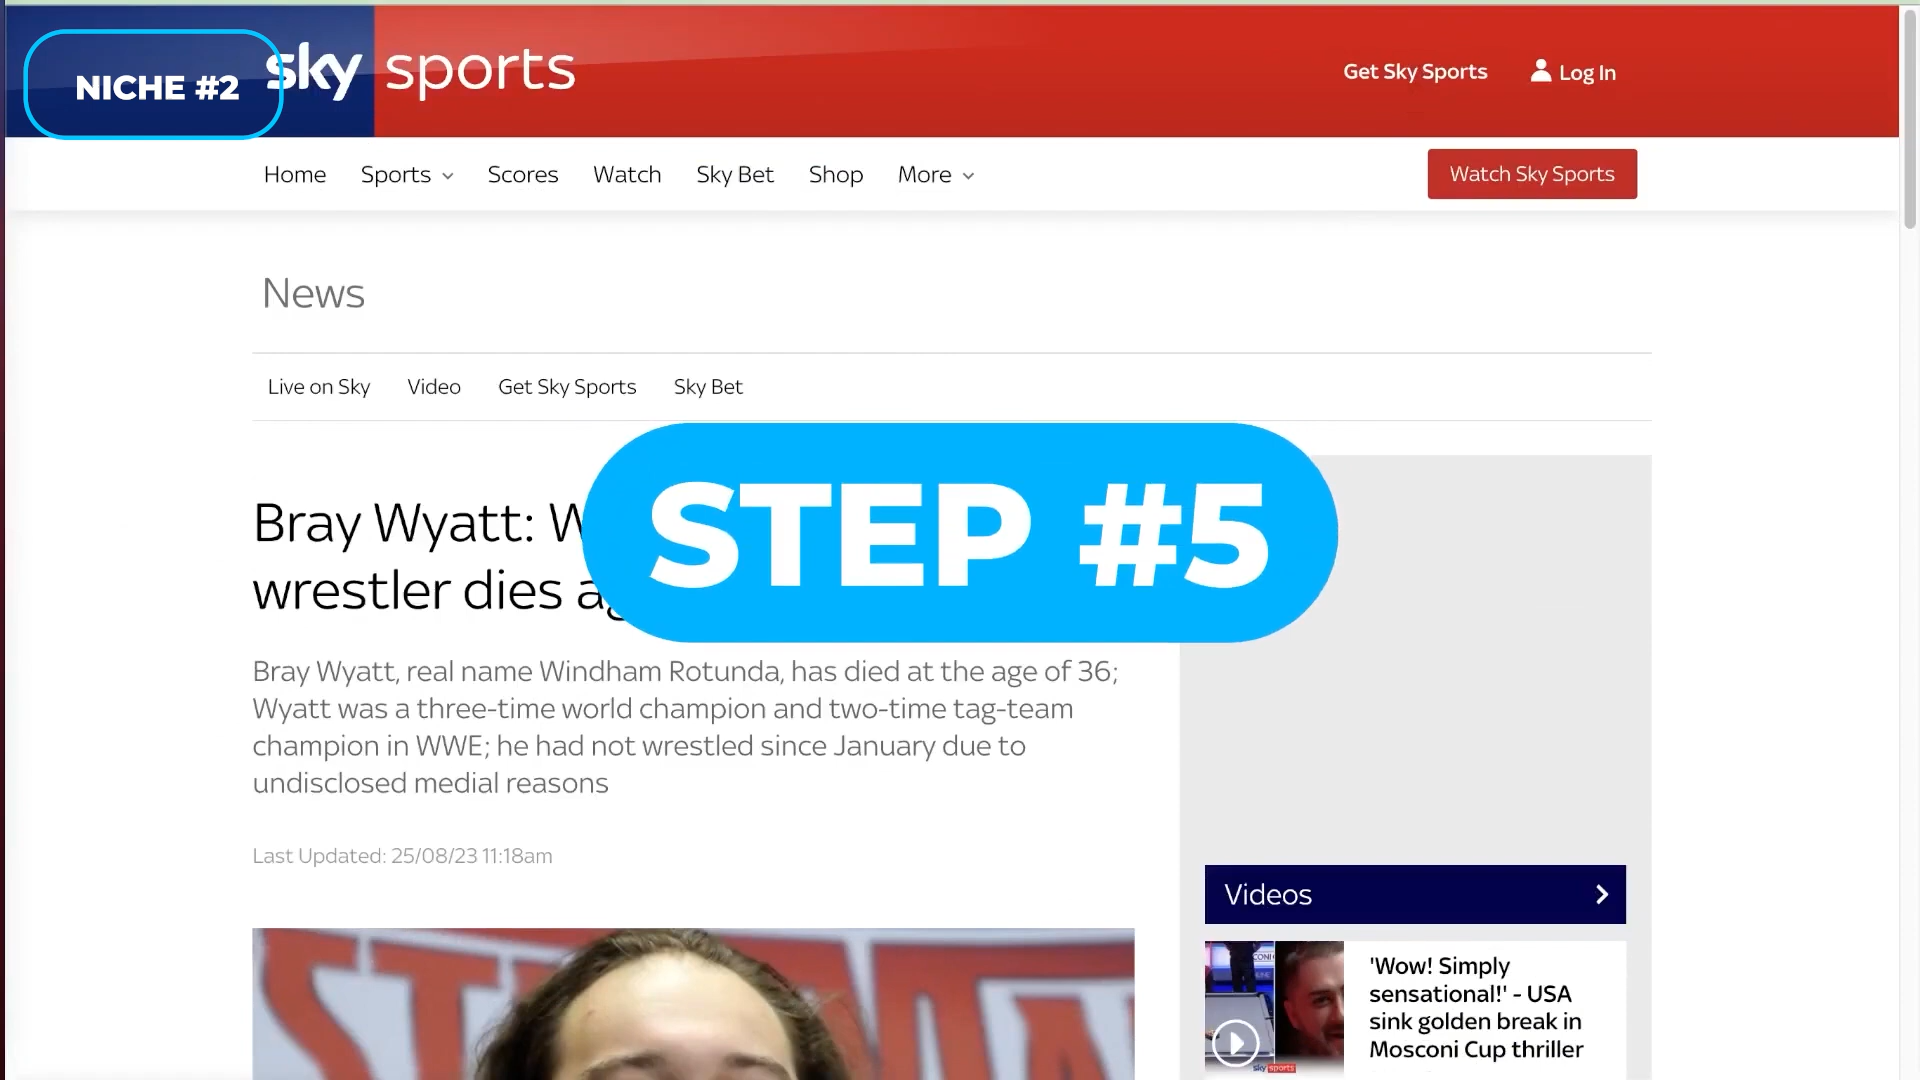 NICHE #2
sky sports
Get Sky Sports
Log In
Home
Sports
Scores
Watch
Sky Bet
Shop
More
Watch Sky Sports
News
Live on Sky
Video
Get Sky Sports
Sky Bet
STEP #5
Bray Wyatt:
wrestler dies
Bray Wyatt, real name Windham Rotunda, has died at the age of 36;
Wyatt was a three-time world champion and two-time tag-team
champion in WWE; he had not wrestled since January due to
undisclosed medial reasons
Last Updated: 25/08/23 11:18am
Videos
'Wow! Simply
sensational!' - USA
sink golden break in
Mosconi Cup thriller
sky sports